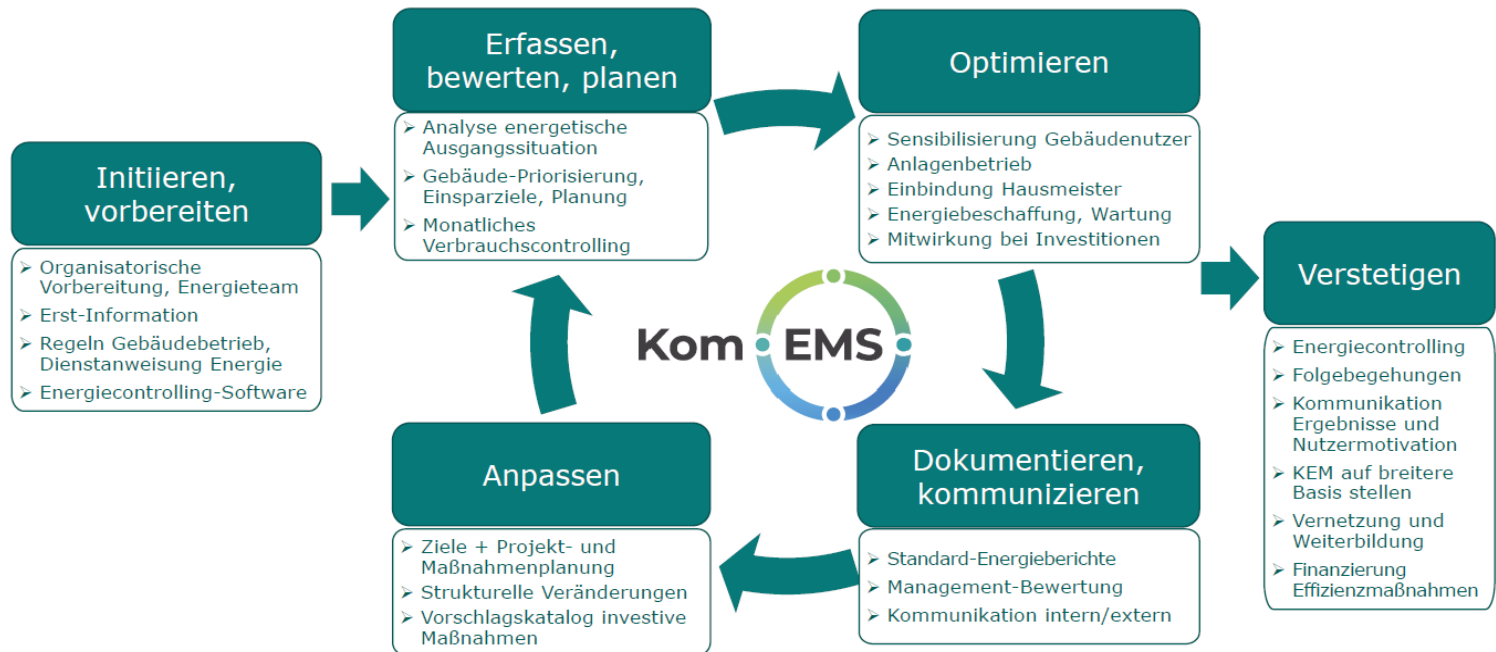 Initiieren,
vorbereiten
➢ Organisatorische
Vorbereitung, Energieteam
➢ Erst-Information
➢ Regeln Gebäudebetrieb,
Dienstanweisung Energie
➢ Energiecontrolling-Software
Erfassen,
bewerten, planen
➢ Analyse energetische
Ausgangssituation
➢ Gebäude-Priorisierung,
Einsparziele, Planung
➢ Monatliches
Verbrauchscontrolling
Optimieren
➢ Sensibilisierung Gebäudenutzer
➢ Anlagenbetrieb
➢ Einbindung Hausmeister
➢ Energiebeschaffung, Wartung
➢ Mitwirkung bei Investitionen
Kom EMS
Dokumentieren,
kommunizieren
➢ Standard-Energieberichte
➢ Management-Bewertung
➢ Kommunikation intern/extern
Anpassen
➢ Ziele + Projekt- und
Maßnahmenplanung
➢ Strukturelle Veränderungen
➢ Vorschlagskatalog investive
Maßnahmen
Verstetigen
➢ Energiecontrolling
➢ Folgebegehungen
➢ Kommunikation
Ergebnisse und
Nutzermotivation
➢ KEM auf breitere
Basis stellen
➢ Vernetzung und
Weiterbildung
➢ Finanzierung
Effizienzmaßnahmen